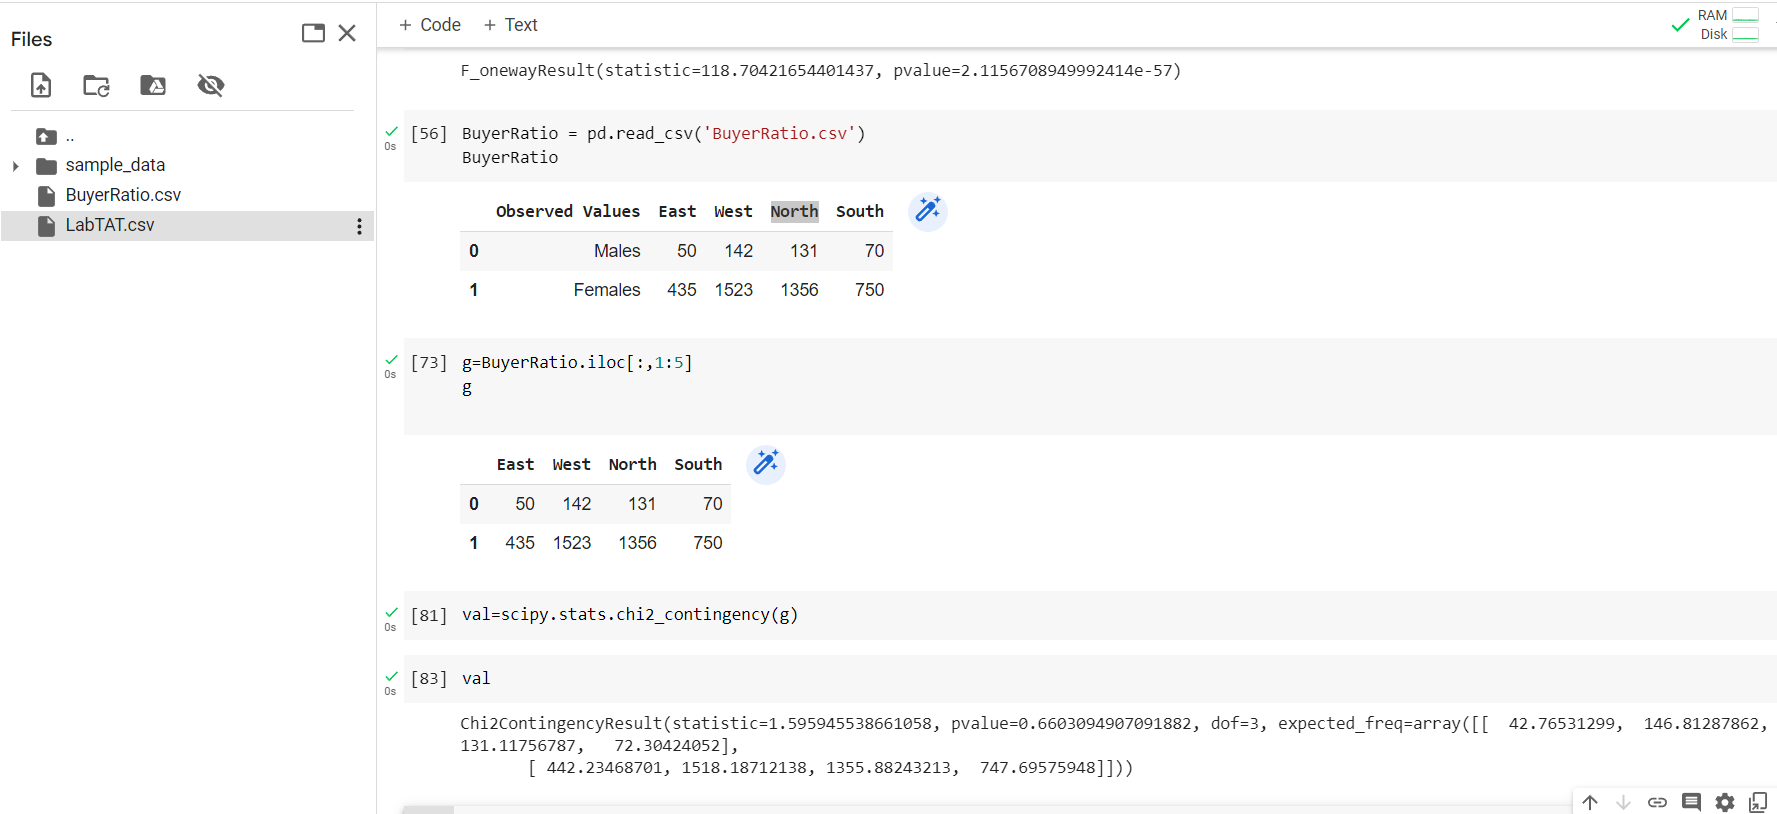 Files
..
sample_data
BuyerRatio.csv
LabTAT.csv
+ Code + Text
RAM
Disk
F_onewayResult(statistic=118.70421654401437, pvalue=2.1156708949992414e-57)
[56] BuyerRatio = pd.read_csv('BuyerRatio.csv')
0s
BuyerRatio
Observed Values East West North South
0 Males 50 142 131 70
1 Females 435 1523 1356 750
[73] g=BuyerRatio.iloc[:,1:5]
0s
g
East West North South
0 50 142 131 70
1 435 1523 1356 750
[81] val=scipy.stats.chi2_contingency(g)
0s
[83] val
0s
Chi2ContingencyResult(statistic=1.595945538661058, pvalue=0.6603094907091882, dof=3, expected_freq=array([[ 42.76531299, 146.81287862,
131.11756787, 72.30424052],
[ 442.23468701, 1518.18712138, 1355.88243213, 747.69575948]]))